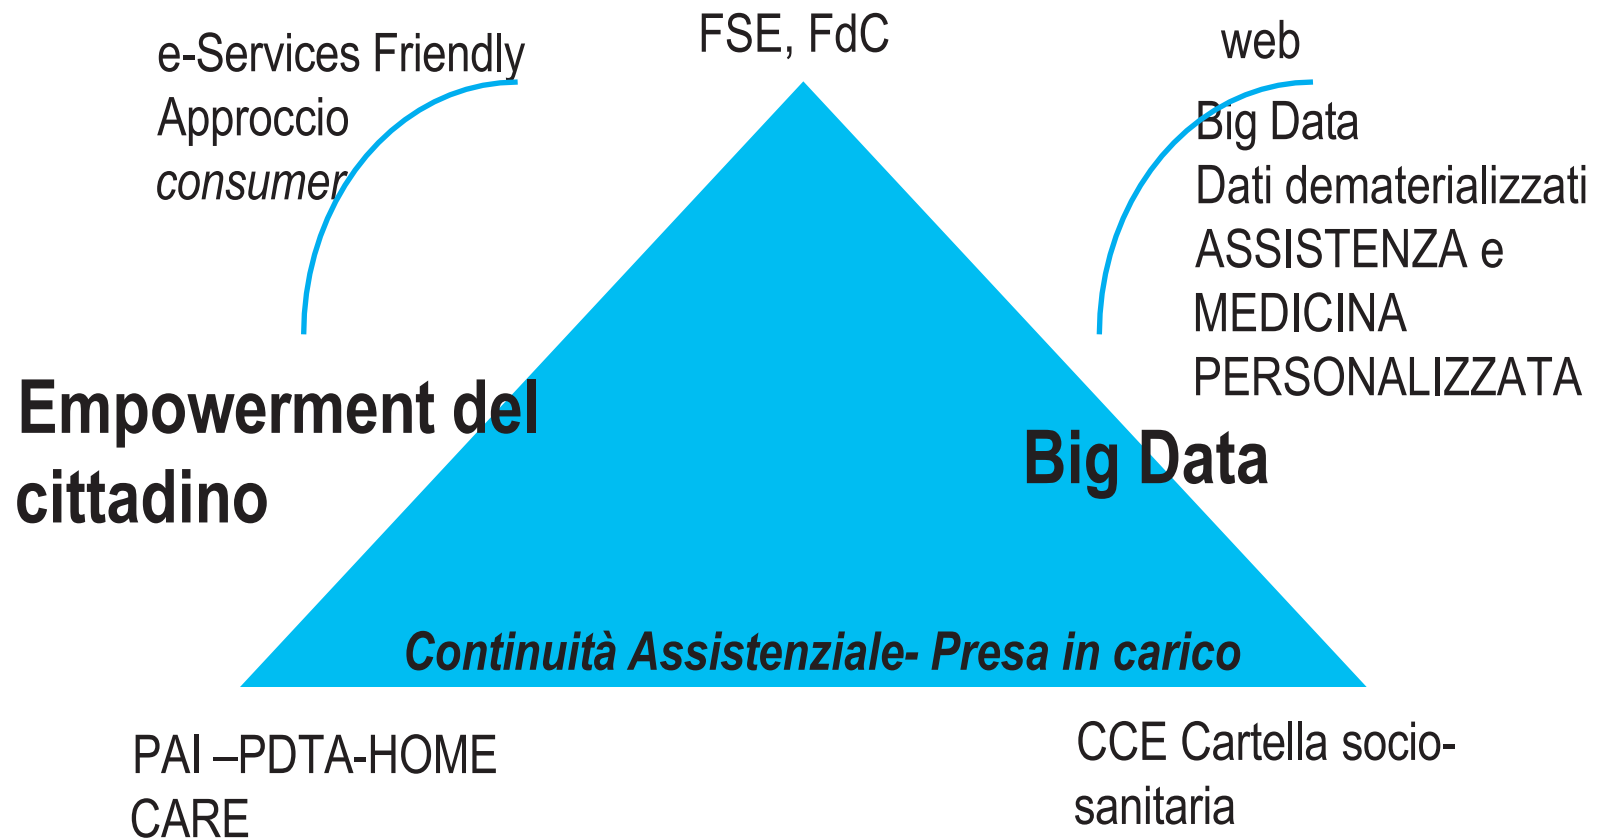 FSE, FdC
e-Services Friendly
Approccio
consumer
web
Big Data
Dati dematerializzati
ASSISTENZA e
MEDICINA
PERSONALIZZATA
Empowerment del
cittadino
Big Data
Continuità Assistenziale- Presa in carico
PAI –PDTA-HOME
CARE
CCE Cartella socio-
sanitaria